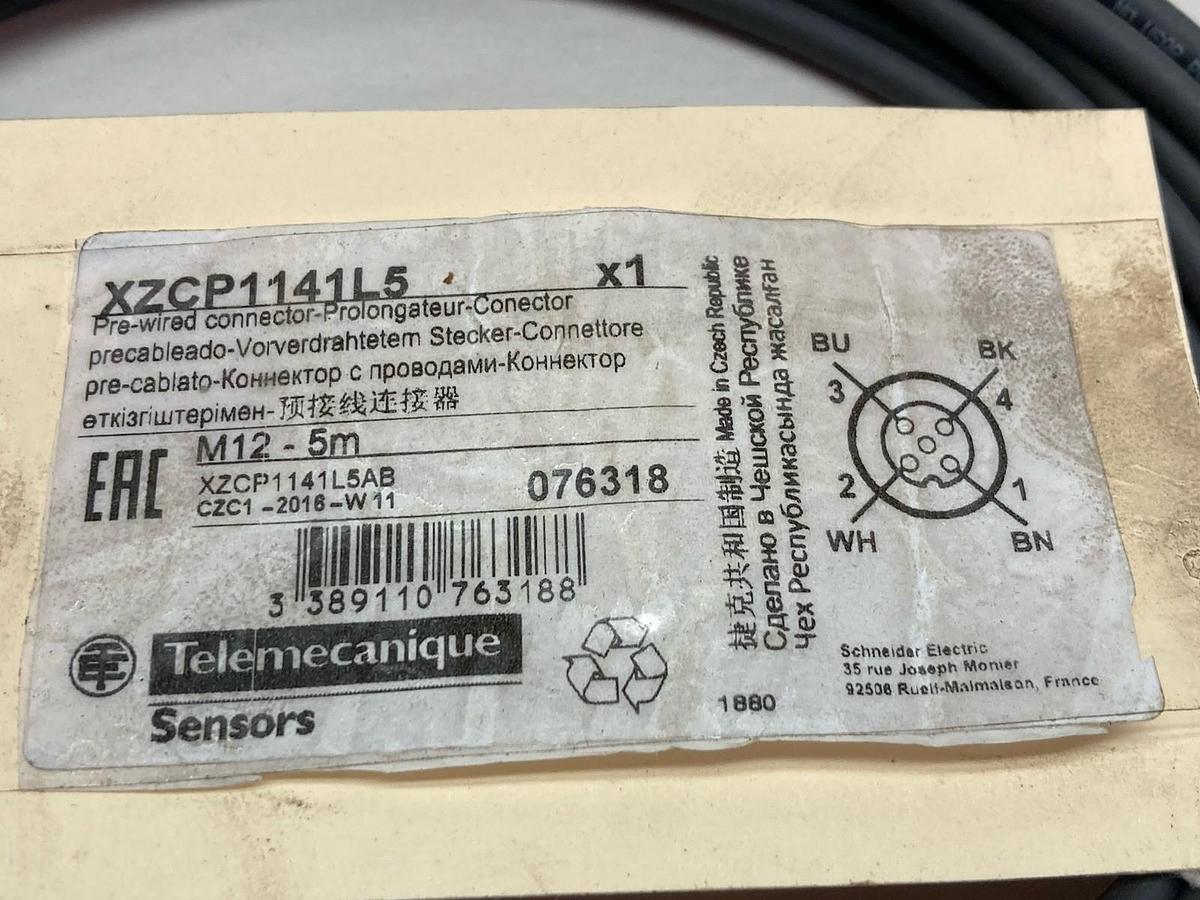 XZCP1141L5 x1
Pre-wired connector-Prolongateur-Conector
precableado-Vorverdrahtetem Stecker-Connettore
pre-cablato-Коннектор с проводами-Коннектор
өткізгіштерімен-预接线连接器
EAC
M12 - 5m
XZCP1141L5AB
CZC1 -2016-W 11
076318
3 389110 763188
Telemecanique
Sensors
捷克共和国制造 Made in Czech Republic
Сделано в Чешской Республике
Чех Республикасында жасалған
1880
BU
BK
3
4
2
1
WH
BN
Schneider Electric
35 rue Joseph Monier
92506 Rueil-Malmaison, France